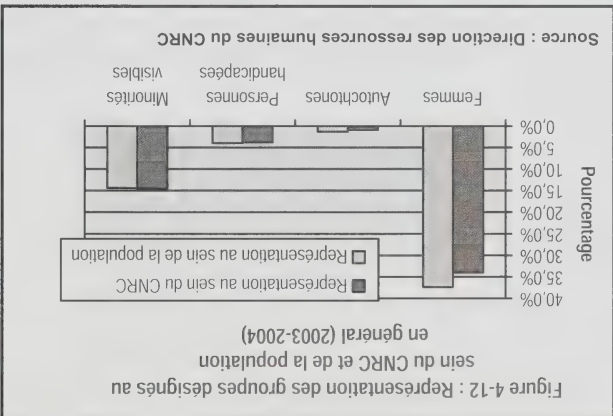 Figure 4-12 : Représentation des groupes désignés au
sein du CNRC et de la population
en général (2003-2004)
Pourcentage
40,0%
35,0%
30,0%
25,0%
20,0%
15,0%
10,0%
5,0%
0,0%
Représentation au sein du CNRC
Représentation au sein de la population
Femmes
Autochtones
Personnes
handicapées
Minorités
visibles
Source : Direction des ressources humaines du CNRC